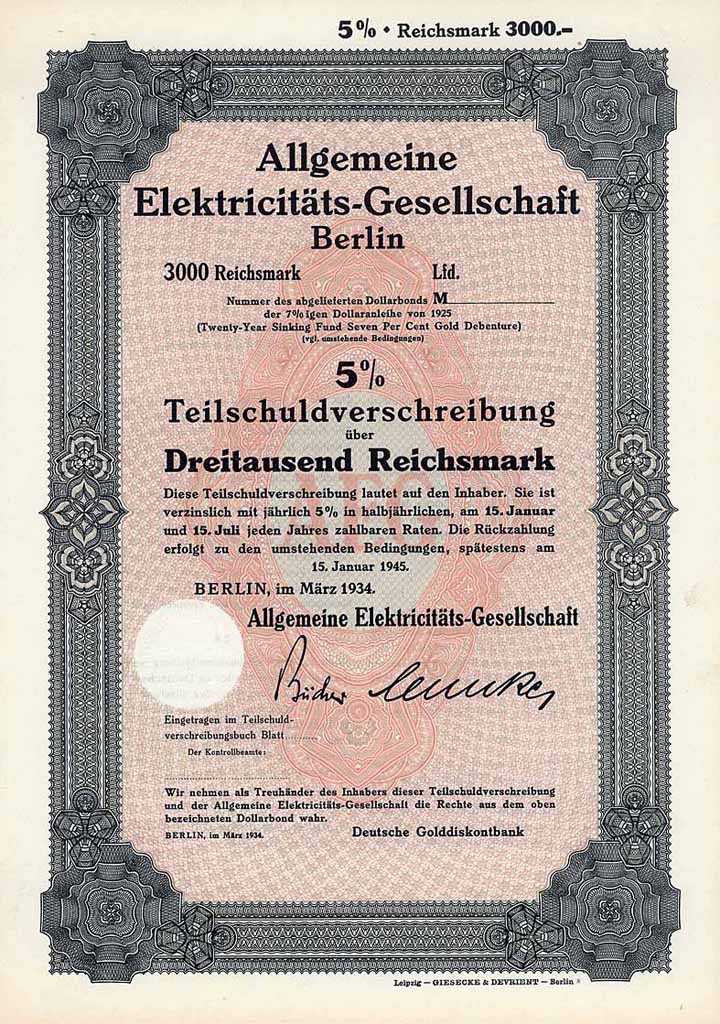 5% • Reichsmark 3000.–
Allgemeine
Elektricitäts-Gesellschaft
Berlin
3000 Reichsmark Lfd.
Nummer des abgelieferten Dollarbonds M
der 7%igen Dollaranleihe von 1925
(Twenty-Year Sinking Fund Seven Per Cent Gold Debenture)
(vgl. umstehende Bedingungen)
5%
Teilschuldverschreibung
über
Dreitausend Reichsmark
Diese Teilschuldverschreibung lautet auf den Inhaber. Sie ist
verzinslich mit jährlich 5% in halbjährlichen, am 15. Januar
und 15. Juli jeden Jahres zahlbaren Raten. Die Rückzahlung
erfolgt zu den umstehenden Bedingungen, spätestens am
15. Januar 1945.
BERLIN, im März 1934.
Allgemeine Elektricitäts-Gesellschaft
Bücher
Eingetragen im Teilschuld-
verschreibungsbuch Blatt..........
Der Kontrollbeamte:
Wir nehmen als Treuhänder des Inhabers dieser Teilschuldverschreibung
und der Allgemeine Elektricitäts-Gesellschaft die Rechte aus dem oben
bezeichneten Dollarbond wahr.
BERLIN, im März 1934. Deutsche Golddiskontbank
Leipzig — GIESECKE & DEVRIENT — Berlin